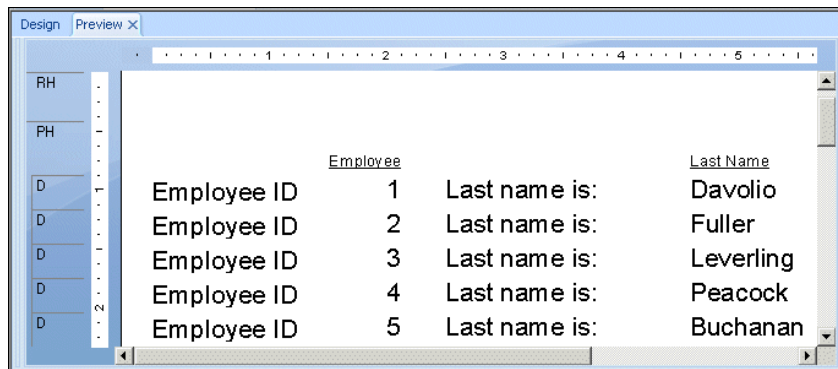 Design Preview
1 2 3 4 5
RH
PH
Employee Last Name
D Employee ID 1 Last name is: Davolio
D Employee ID 2 Last name is: Fuller
D Employee ID 3 Last name is: Leverling
D Employee ID 4 Last name is: Peacock
D Employee ID 5 Last name is: Buchanan
1
2